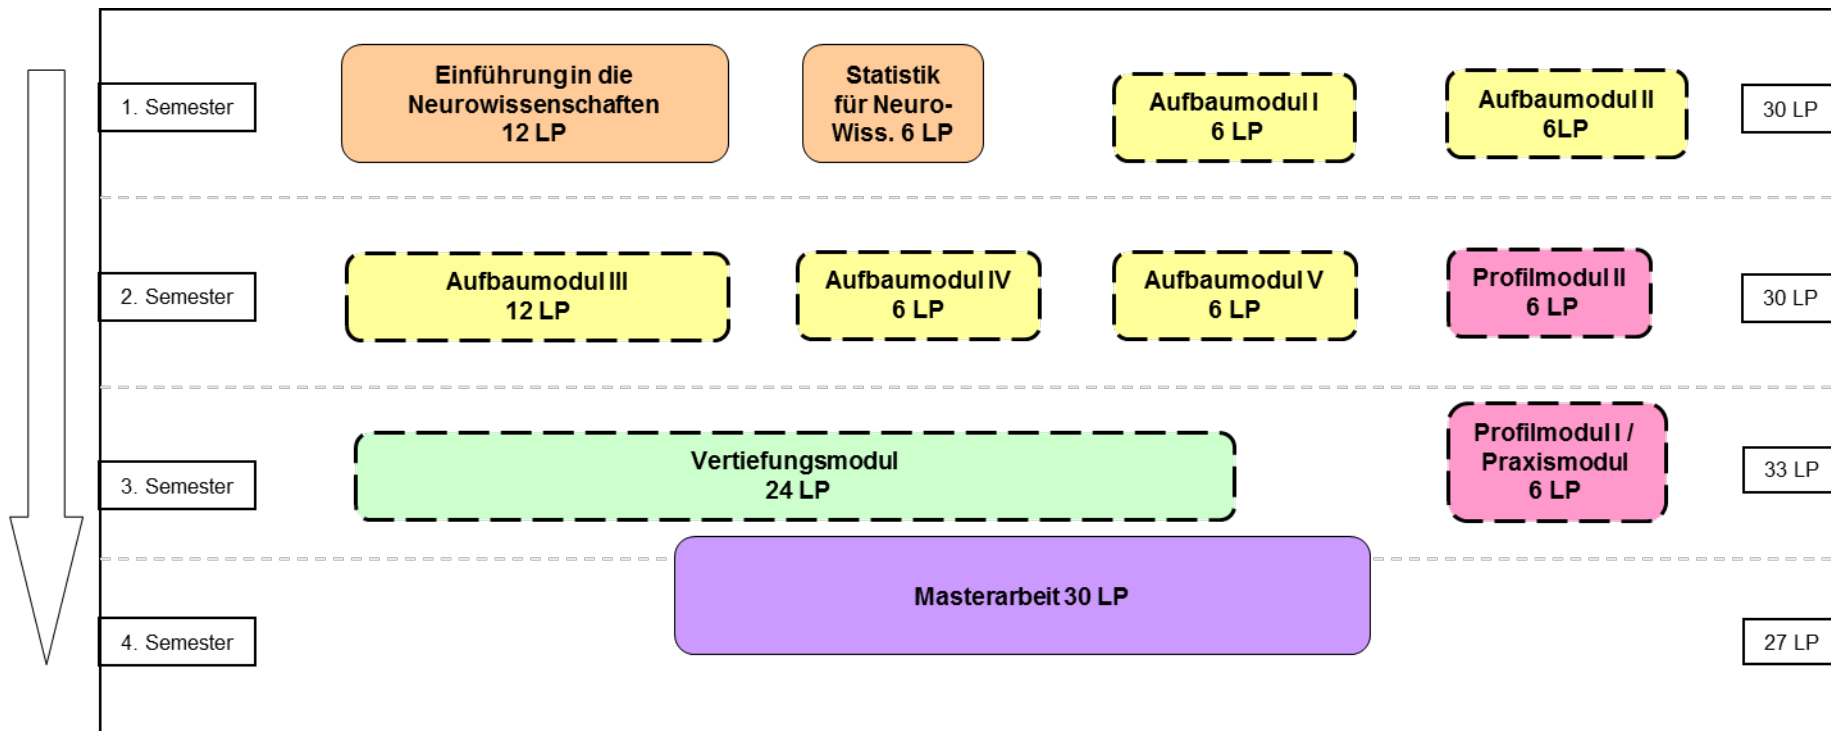 1. Semester
Einführung in die
Neurowissenschaften
12 LP
Statistik
für Neuro-
Wiss. 6 LP
Aufbaumodul I
6 LP
Aufbaumodul II
6LP
30 LP
2. Semester
Aufbaumodul III
12 LP
Aufbaumodul IV
6 LP
Aufbaumodul V
6 LP
Profilmodul II
6 LP
30 LP
3. Semester
Vertiefungsmodul
24 LP
Profilmodul I /
Praxismodul
6 LP
33 LP
Masterarbeit 30 LP
4. Semester
27 LP